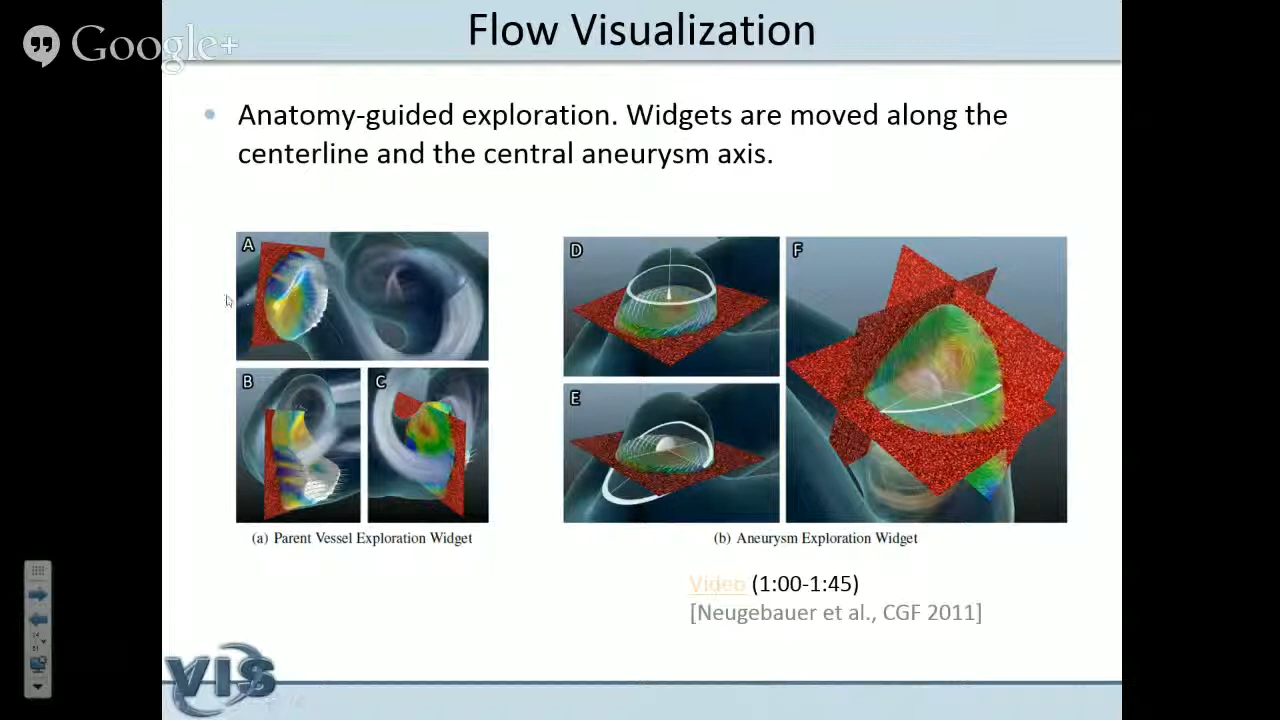 Google+
Flow Visualization
Anatomy-guided exploration. Widgets are moved along the
centerline and the central aneurysm axis.
A
B
C
D
E
F
(a) Parent Vessel Exploration Widget
(b) Aneurysm Exploration Widget
Video (1:00-1:45)
[Neugebauer et al., CGF 2011]
VIS